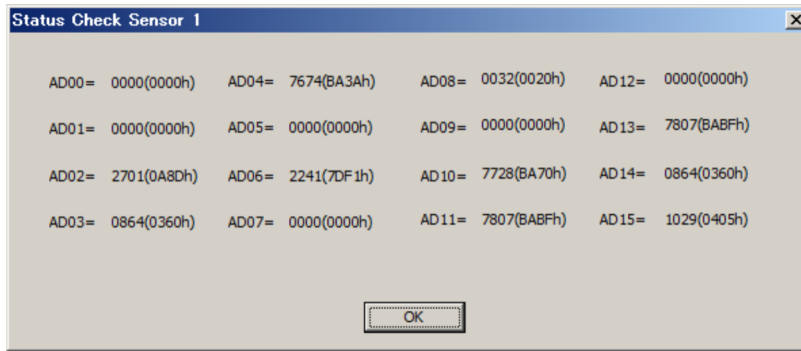 Status Check Sensor 1
AD00= 0000(0000h) AD04= 7674(BA3Ah) AD08= 0032(0020h) AD12= 0000(0000h)
AD01= 0000(0000h) AD05= 0000(0000h) AD09= 0000(0000h) AD13= 7807(BABFh)
AD02= 2701(0A8Dh) AD06= 2241(7DF1h) AD10= 7728(BA70h) AD14= 0864(0360h)
AD03= 0864(0360h) AD07= 0000(0000h) AD11= 7807(BABFh) AD15= 1029(0405h)
OK